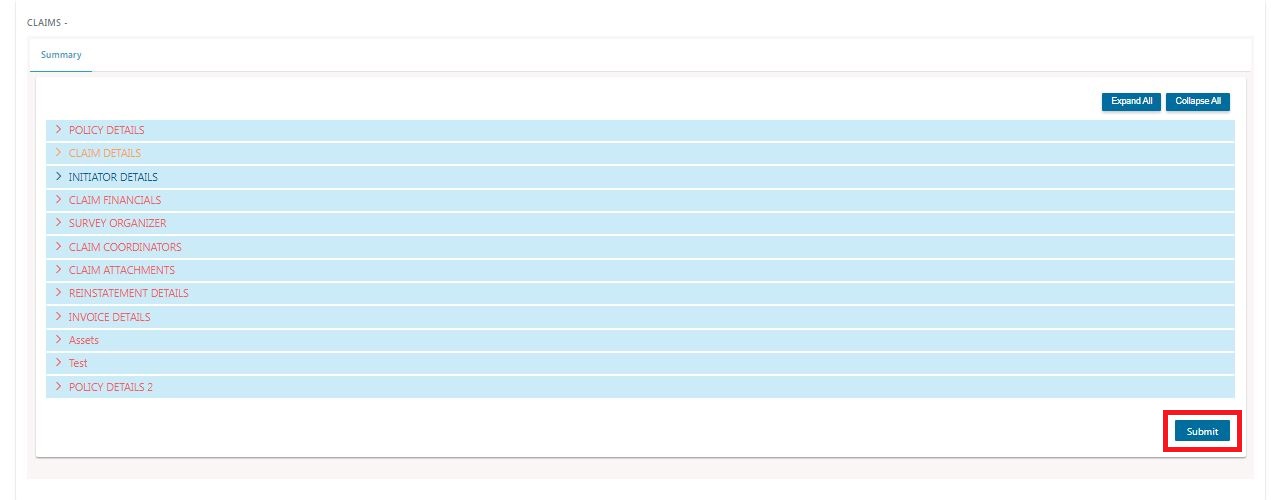 CLAIMS -
Summary
Expand All Collapse All
POLICY DETAILS
CLAIM DETAILS
INITIATOR DETAILS
CLAIM FINANCIALS
SURVEY ORGANIZER
CLAIM COORDINATORS
CLAIM ATTACHMENTS
REINSTATEMENT DETAILS
INVOICE DETAILS
Assets
Test
POLICY DETAILS 2
Submit